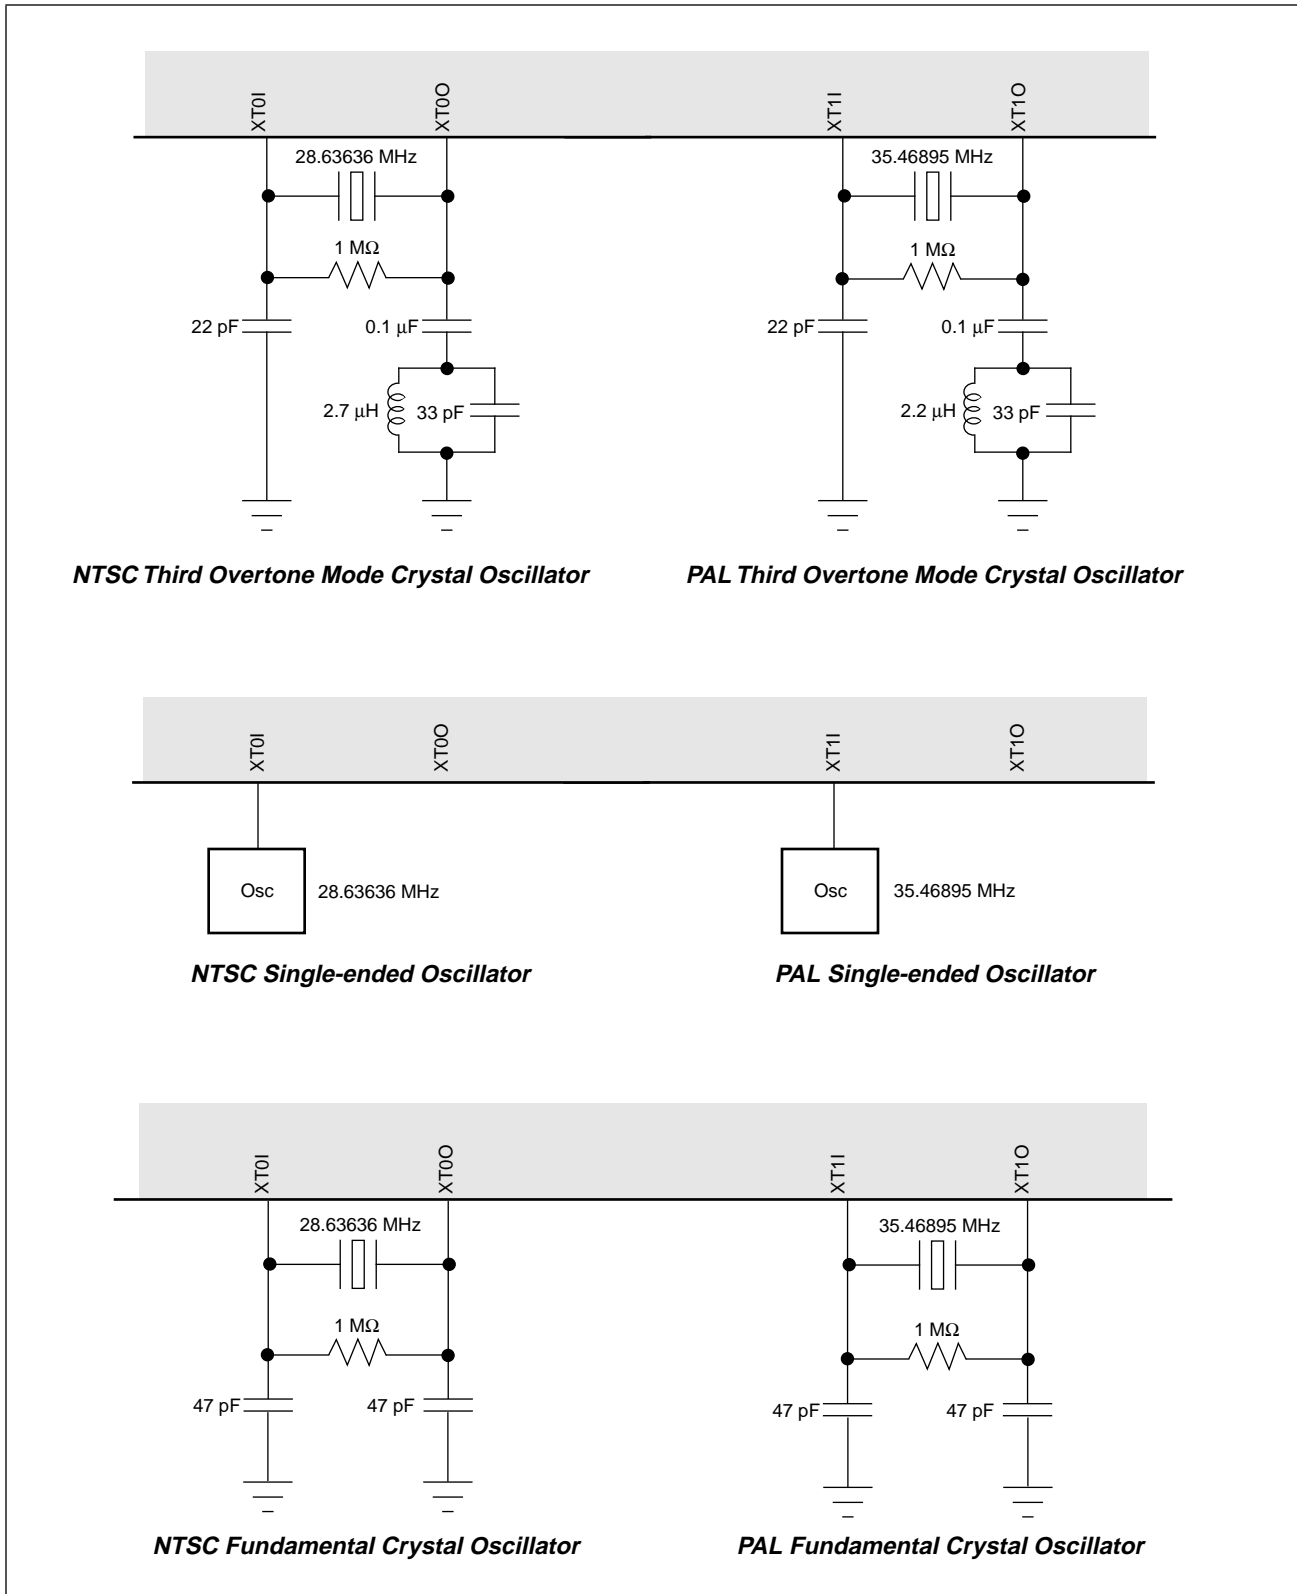 XT0I
XT0O
XT1I
XT1O
28.63636 MHz
35.46895 MHz
1 MΩ
1 MΩ
22 pF
0.1 μF
22 pF
0.1 μF
2.7 μH
33 pF
2.2 μH
33 pF
NTSC Third Overtone Mode Crystal Oscillator
PAL Third Overtone Mode Crystal Oscillator
XT0I
XT0O
XT1I
XT1O
Osc
28.63636 MHz
Osc
35.46895 MHz
NTSC Single-ended Oscillator
PAL Single-ended Oscillator
XT0I
XT0O
XT1I
XT1O
28.63636 MHz
35.46895 MHz
1 MΩ
1 MΩ
47 pF
47 pF
47 pF
47 pF
NTSC Fundamental Crystal Oscillator
PAL Fundamental Crystal Oscillator